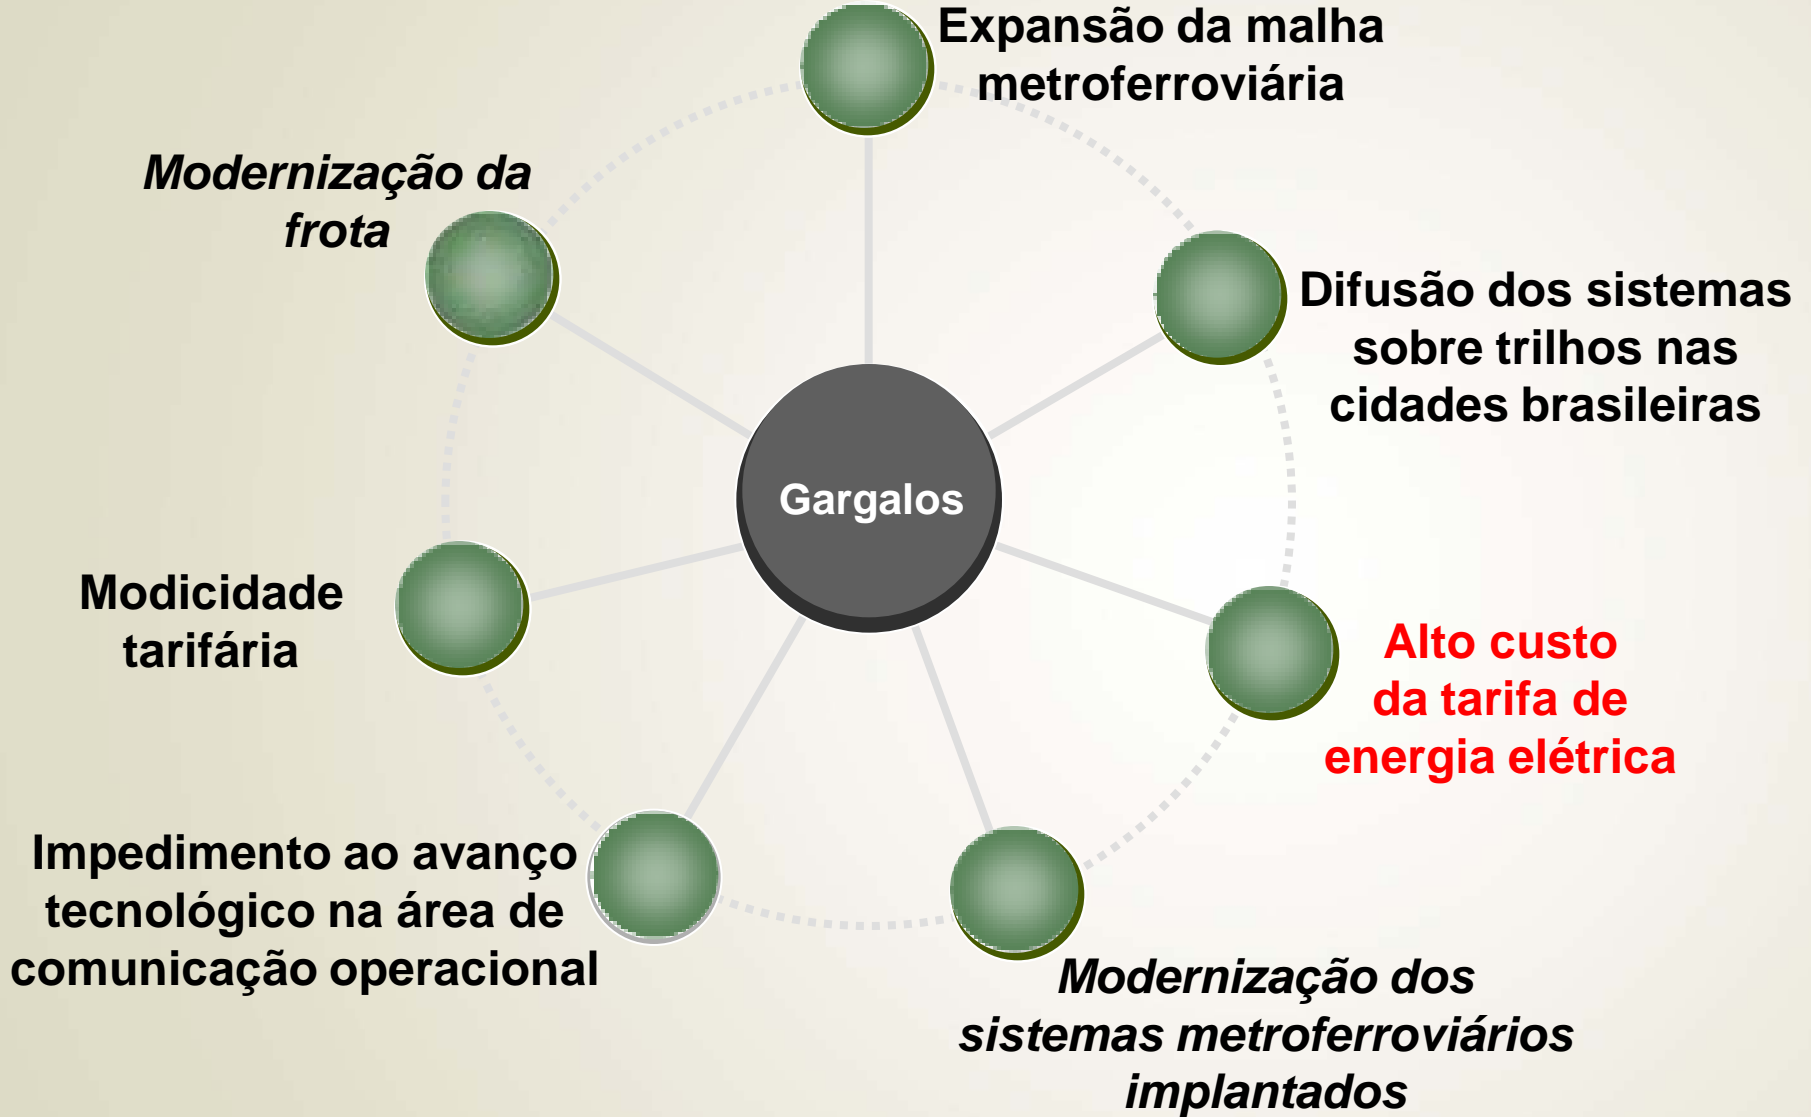 Expansão da malha
metroferroviária
Modernização da
frota
Difusão dos sistemas
sobre trilhos nas
cidades brasileiras
Gargalos
Modicidade
tarifária
Alto custo
da tarifa de
energia elétrica
Impedimento ao avanço
tecnológico na área de
comunicação operacional
Modernização dos
sistemas metroferroviários
implantados